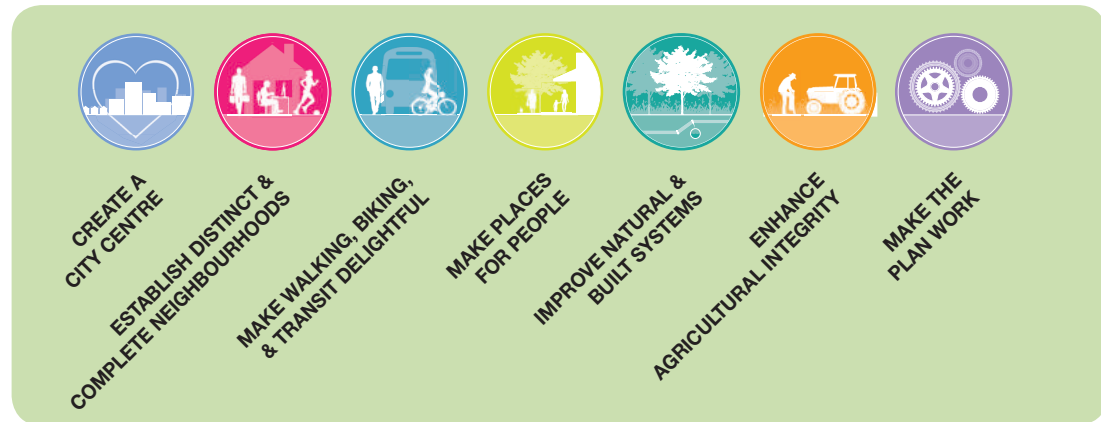 CREATE A
CITY CENTRE
ESTABLISH DISTINCT &
COMPLETE NEIGHBOURHOODS
MAKE WALKING, BIKING,
& TRANSIT DELIGHTFUL
MAKE PLACES
FOR PEOPLE
IMPROVE NATURAL &
BUILT SYSTEMS
ENHANCE
AGRICULTURAL INTEGRITY
MAKE THE
PLAN WORK